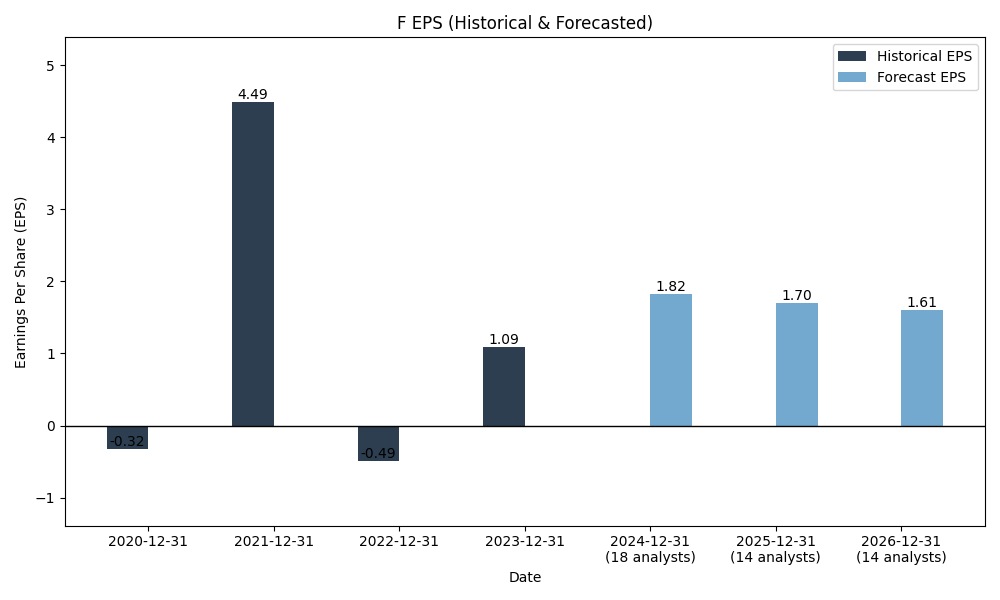 F EPS (Historical & Forecasted)
Historical EPS
Forecast EPS
Earnings Per Share (EPS)
5
4
3
2
1
0
−1
-0.32
4.49
-0.49
1.09
1.82
1.70
1.61
2020-12-31
2021-12-31
2022-12-31
2023-12-31
2024-12-31
(18 analysts)
2025-12-31
(14 analysts)
2026-12-31
(14 analysts)
Date